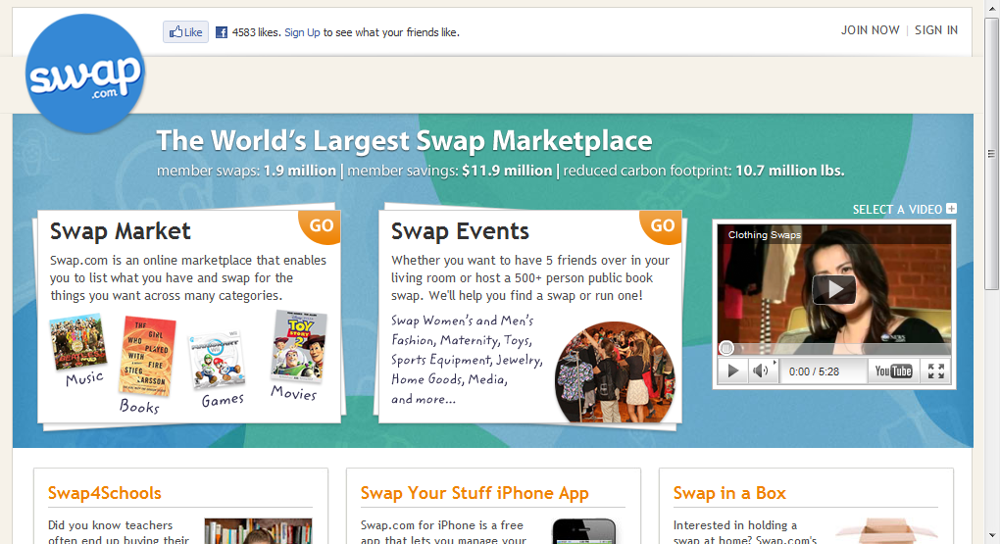 swap
.com
Like
4583 likes. Sign Up to see what your friends like.
JOIN NOW | SIGN IN
The World's Largest Swap Marketplace
member swaps: 1.9 million | member savings: $11.9 million | reduced carbon footprint: 10.7 million lbs.
Swap Market
GO
Swap.com is an online marketplace that enables
you to list what you have and swap for the
things you want across many categories.
THE GIRL
WHO PLAYED
WITH FIRE
STIEG
LARSSON
Wii
TOY
STORY
2
Music
Books
Games
Movies
Swap Events
GO
Whether you want to have 5 friends over in your
living room or host a 500+ person public book
swap. We'll help you find a swap or run one!
Swap Women's and Men's
Fashion, Maternity, Toys,
Sports Equipment, Jewelry,
Home Goods, Media,
and more...
SELECT A VIDEO
Clothing Swaps
0:00 / 5:28
YouTube
Swap4Schools
Did you know teachers
often end up buying their
Swap Your Stuff iPhone App
Swap.com for iPhone is a free
app that lets you manage your
Swap in a Box
Interested in holding a
swap at home? Swap.com's